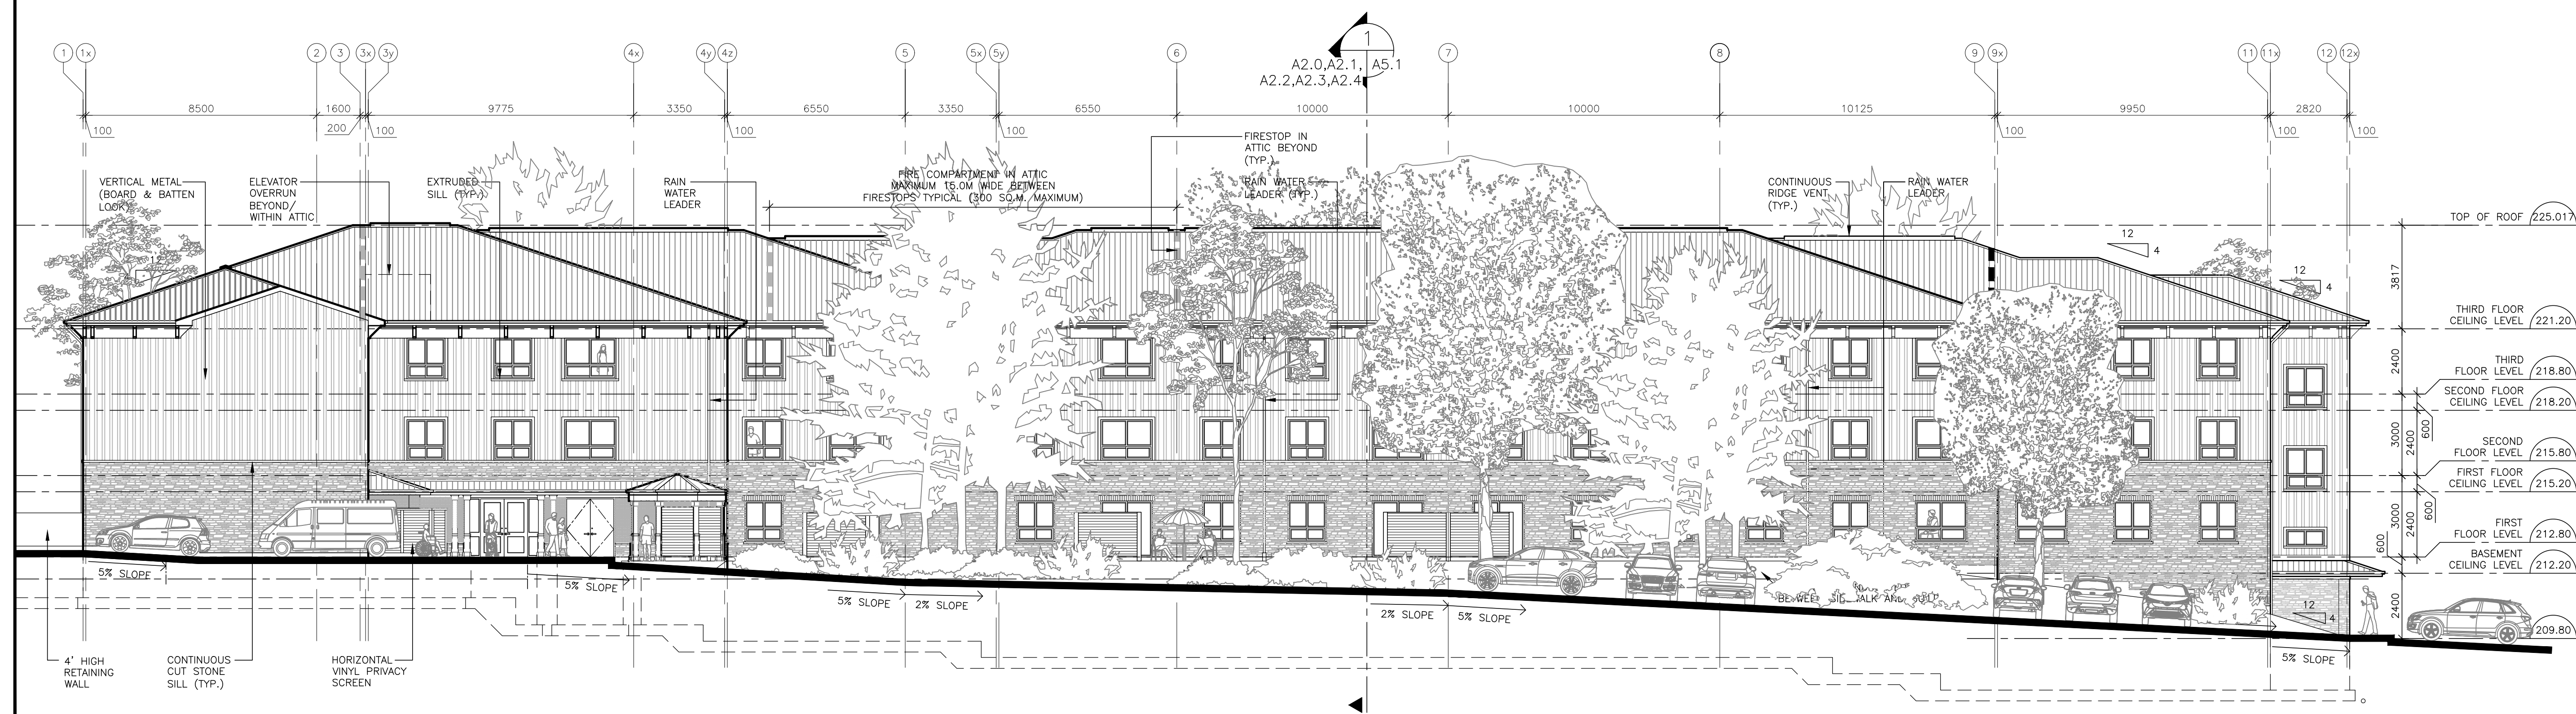 1
1x
2
3
3x
3y
4x
4y
4z
5
5x
5y
6
1
A2.0,A2.1, A5.1
A2.2,A2.3,A2.4
7
8
9
9x
11
11x
12
12x
8500
1600
9775
3350
6550
3350
6550
10000
10000
10125
9950
2820
100
200
100
100
100
100
100
100
VERTICAL METAL
(BOARD & BATTEN
LOOK)
ELEVATOR
OVERRUN
BEYOND/
WITHIN ATTIC
EXTRUDED
SILL (TYP.)
RAIN
WATER
LEADER
FIRE COMPARTMENT IN ATTIC
MAXIMUM 15.0M WIDE BETWEEN
FIRESTOPS TYPICAL (300 SQ.M. MAXIMUM)
FIRESTOP IN
ATTIC BEYOND
(TYP.)
RAIN WATER
LEADER (TYP.)
CONTINUOUS
RIDGE VENT
(TYP.)
RAIN WATER
LEADER
12
12
4
12
4
TOP OF ROOF 225.017
3817
THIRD FLOOR
CEILING LEVEL 221.20
2400
THIRD
FLOOR LEVEL 218.80
SECOND FLOOR
CEILING LEVEL 218.20
600
3000
2400
SECOND
FLOOR LEVEL 215.80
FIRST FLOOR
CEILING LEVEL 215.20
600
3000
2400
FIRST
FLOOR LEVEL 212.80
600
BASEMENT
CEILING LEVEL 212.20
2400
209.80
5% SLOPE
5% SLOPE
5% SLOPE
2% SLOPE
2% SLOPE
5% SLOPE
12
4
5% SLOPE
4' HIGH
RETAINING
WALL
CONTINUOUS
CUT STONE
SILL (TYP.)
HORIZONTAL
VINYL PRIVACY
SCREEN